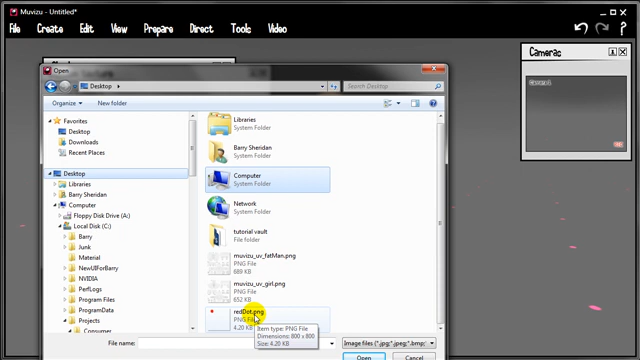 Muvizu - Untitled*
File Create Edit View Prepare Direct Tools Video
Cameras
Camera1
Open
Desktop
Search Desktop
Organize New folder
Favorites
Desktop
Downloads
Recent Places
Desktop
Libraries
Barry Sheridan
Computer
Floppy Disk Drive (A:)
Local Disk (C:)
Barry
Junk
Material
NewUIForBarry
NVIDIA
PerfLogs
Program Files
ProgramData
Projects
Consumer
Libraries
System Folder
Barry Sheridan
System Folder
Computer
System Folder
Network
System Folder
tutorial vault
File folder
muvizu_uv_fatMan.png
PNG File
689 KB
muvizu_uv_girl.png
PNG File
652 KB
redDot.png
PNG File
4.20 KB
Item type: PNG File
Dimensions: 800 x 800
Size: 4.20 KB
File name:
Image files (*.jpg;*.jpeg;*.bmp;
Open Cancel